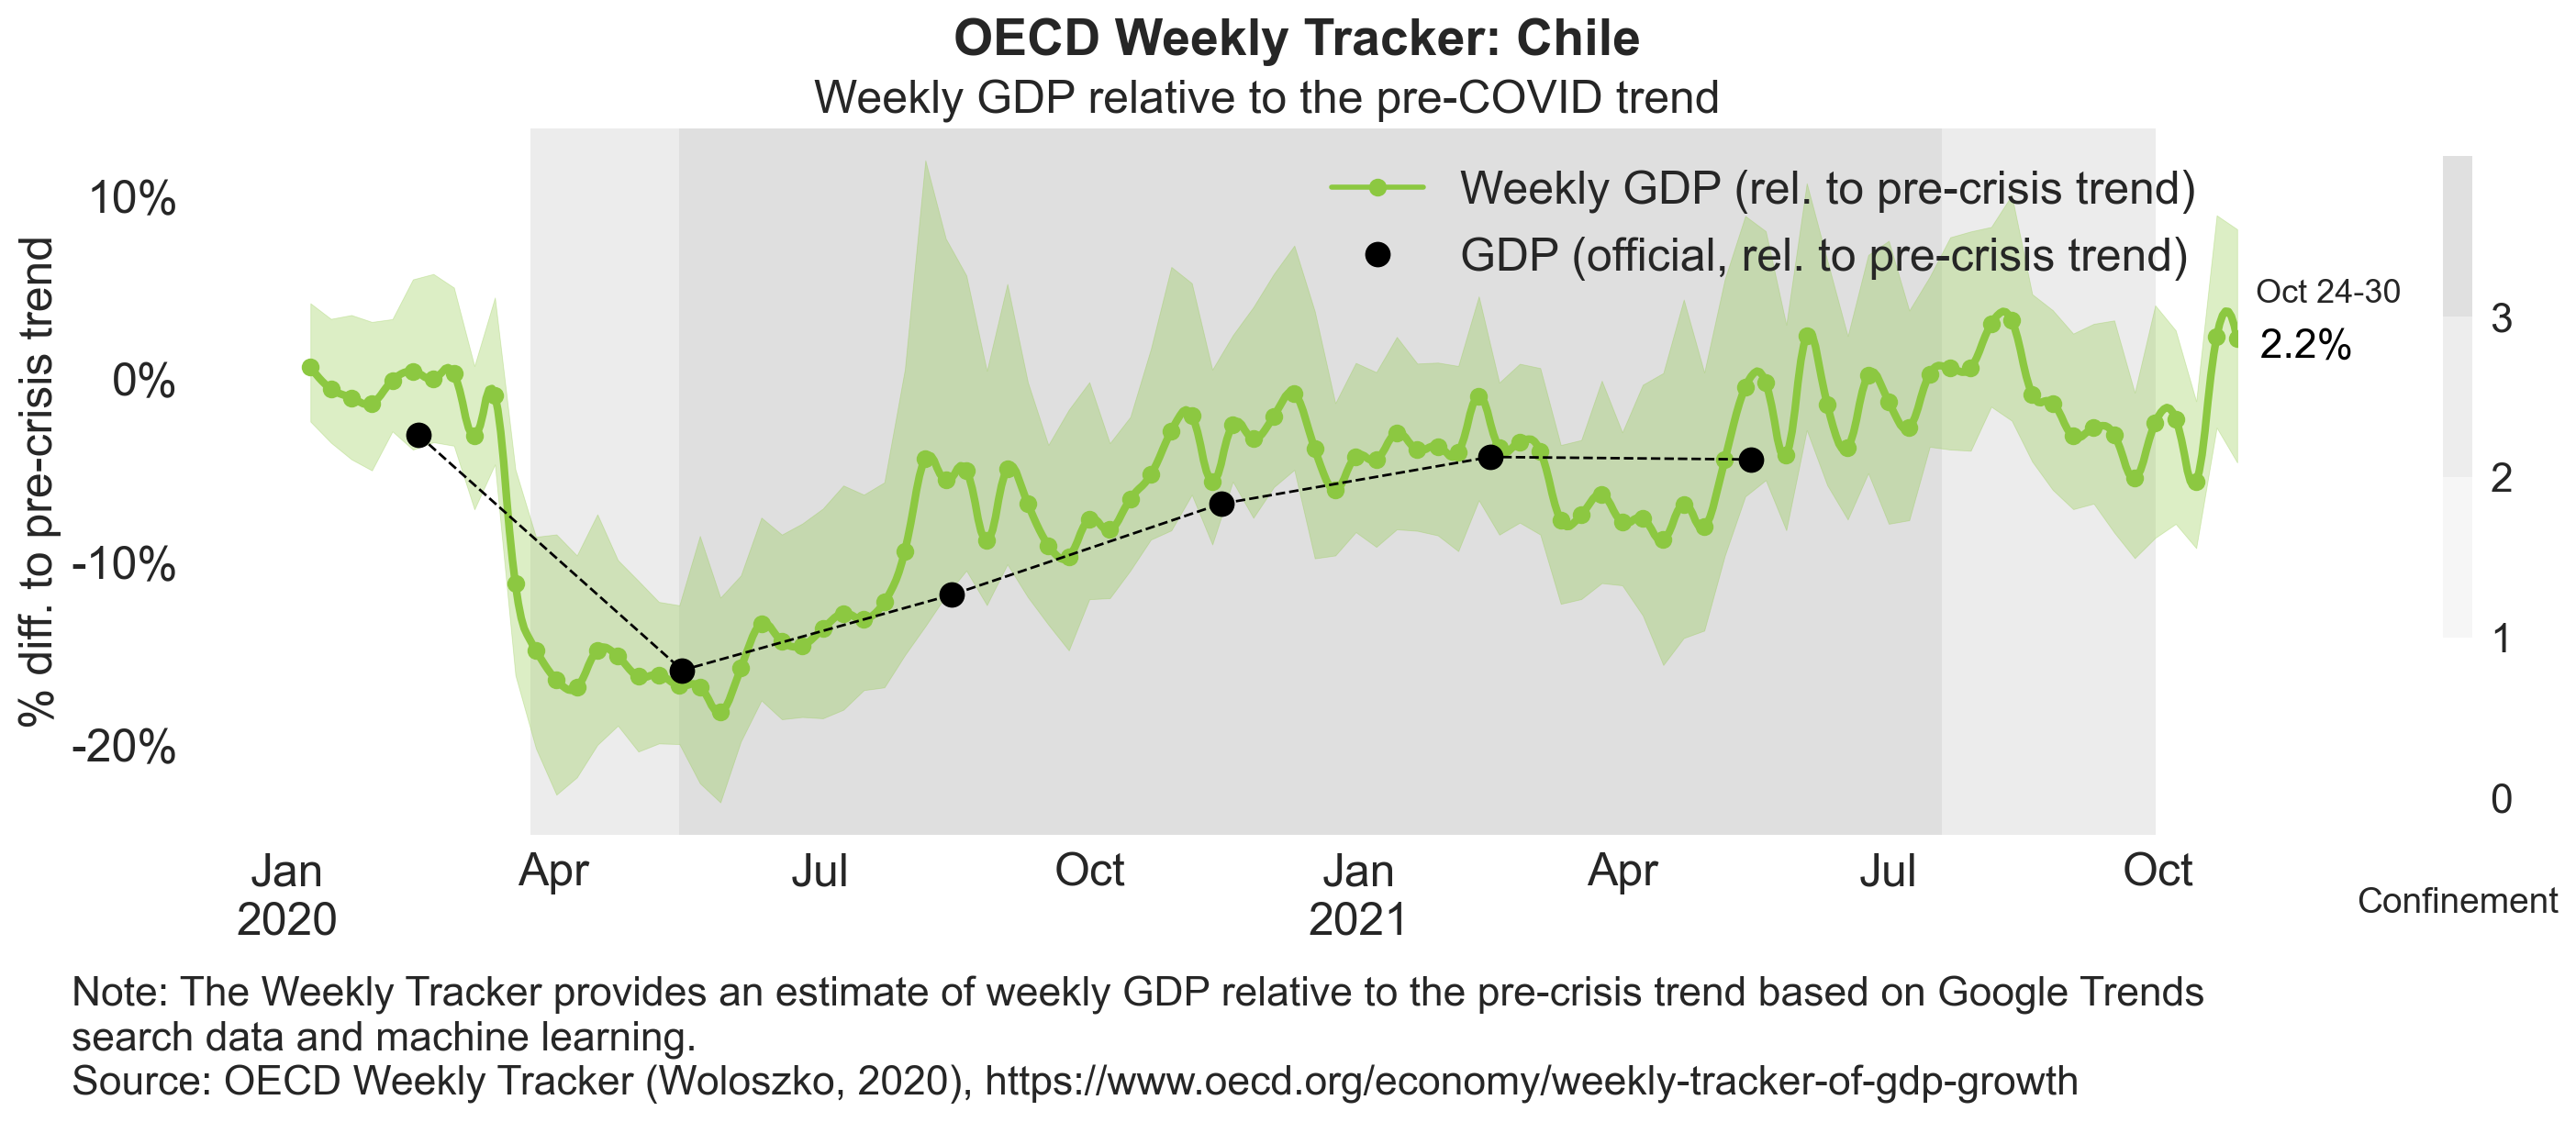 OECD Weekly Tracker: Chile
Weekly GDP relative to the pre-COVID trend
% diff. to pre-crisis trend
10%
0%
-10%
-20%
Weekly GDP (rel. to pre-crisis trend)
GDP (official, rel. to pre-crisis trend)
Oct 24-30
2.2%
3
2
1
0
Confinement
Jan
2020
Apr
Jul
Oct
Jan
2021
Apr
Jul
Oct
Note: The Weekly Tracker provides an estimate of weekly GDP relative to the pre-crisis trend based on Google Trends
search data and machine learning.
Source: OECD Weekly Tracker (Woloszko, 2020), https://www.oecd.org/economy/weekly-tracker-of-gdp-growth